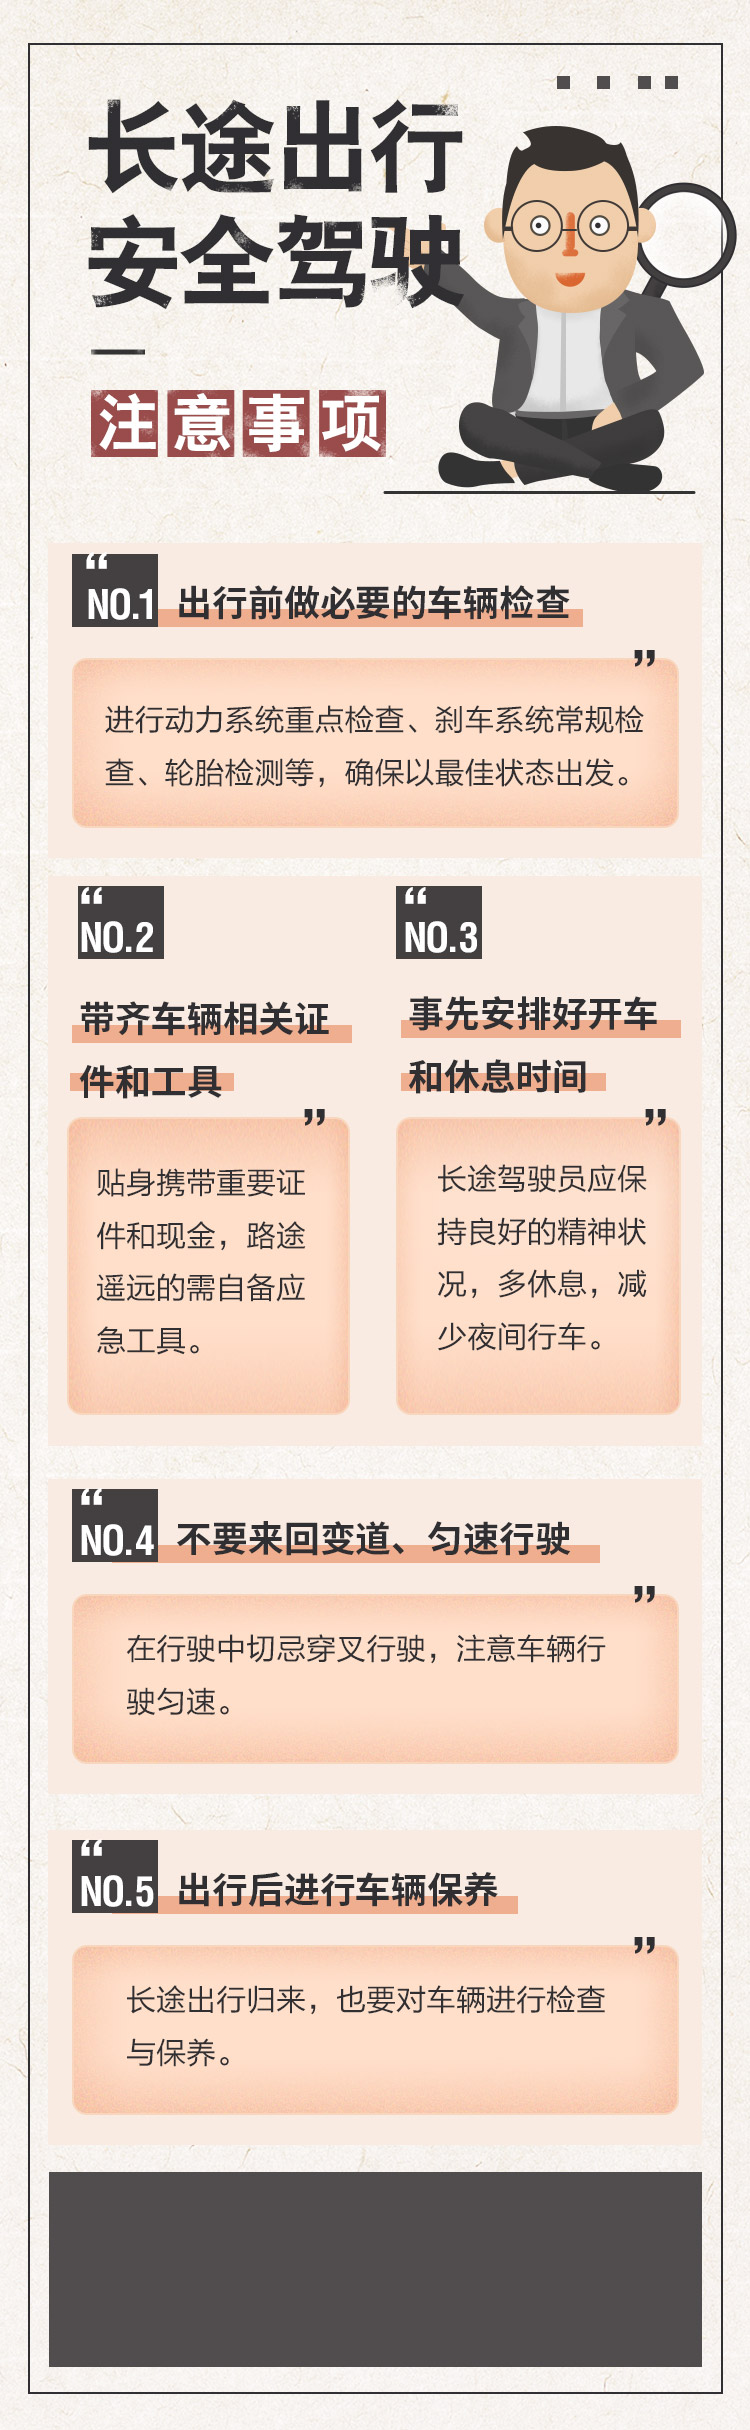 长途出行
安全驾驶
注意事项
“
NO.1 出行前做必要的车辆检查
”
进行动力系统重点检查、刹车系统常规检
查、轮胎检测等，确保以最佳状态出发。
“
NO.2
带齐车辆相关证
件和工具
”
贴身携带重要证
件和现金，路途
遥远的需自备应
急工具。
“
NO.3
事先安排好开车
和休息时间
”
长途驾驶员应保
持良好的精神状
况，多休息，减
少夜间行车。
“
NO.4 不要来回变道、匀速行驶
”
在行驶中切忌穿叉行驶，注意车辆行
驶匀速。
“
NO.5 出行后进行车辆保养
”
长途出行归来，也要对车辆进行检查
与保养。